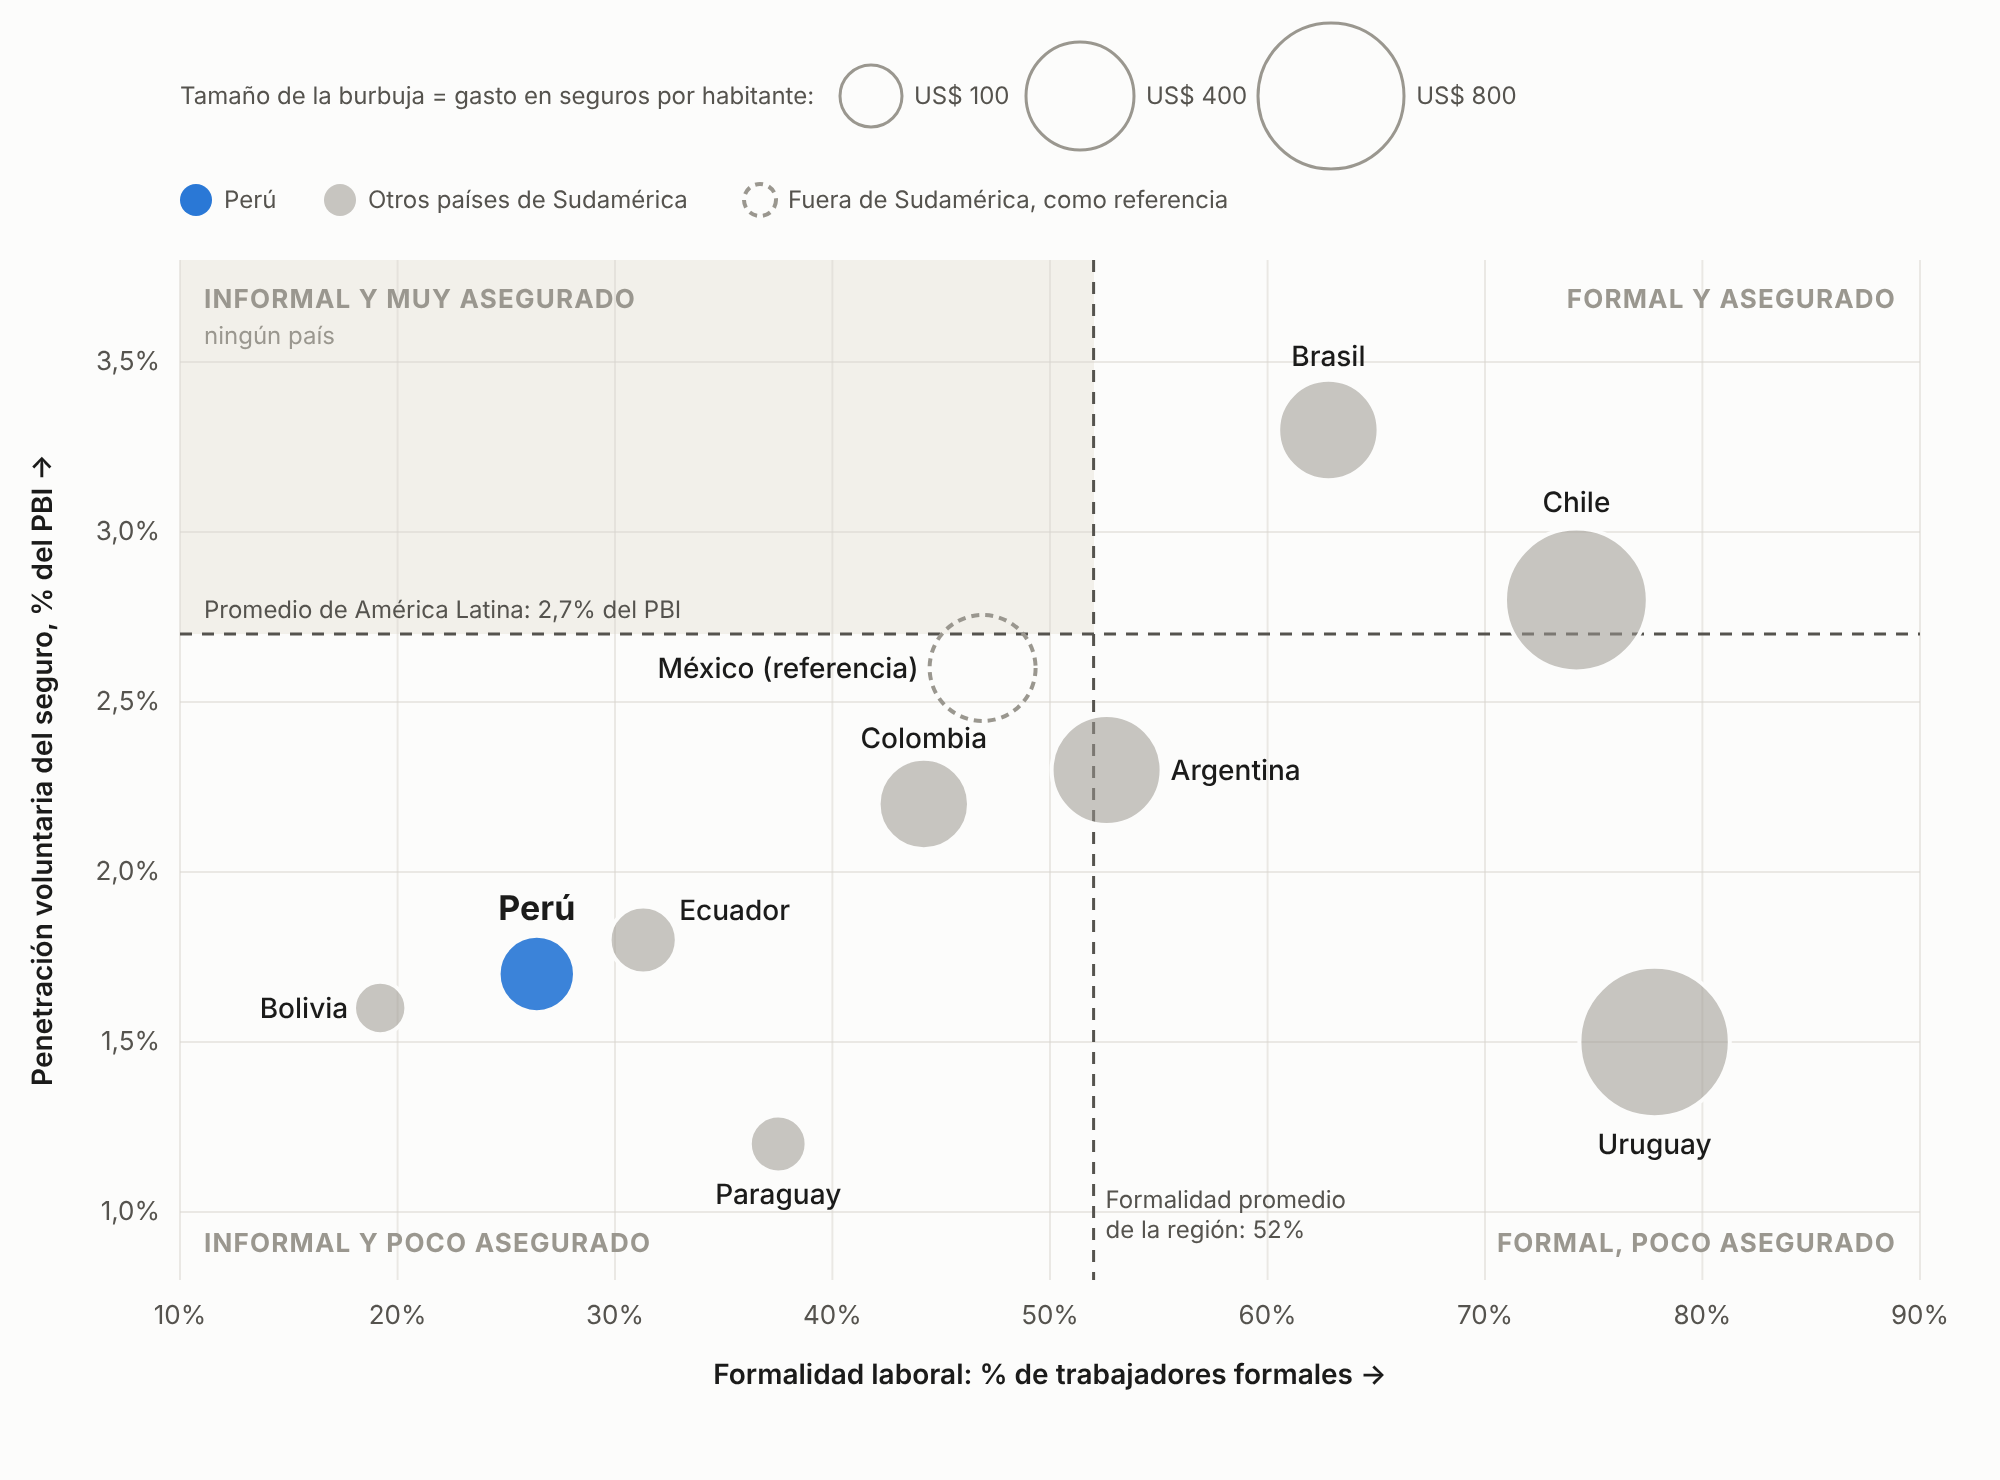 Tamaño de la burbuja = gasto en seguros por habitante: US$ 100 US$ 400 US$ 800
Perú Otros países de Sudamérica Fuera de Sudamérica, como referencia
INFORMAL Y MUY ASEGURADO
ningún país
FORMAL Y ASEGURADO
Brasil
3,5%
Chile
3,0%
Promedio de América Latina: 2,7% del PBI
México (referencia)
2,5%
Colombia
Argentina
2,0%
Perú
Ecuador
Bolivia
1,5%
Uruguay
Paraguay
1,0%
Formalidad promedio
de la región: 52%
INFORMAL Y POCO ASEGURADO
FORMAL, POCO ASEGURADO
10% 20% 30% 40% 50% 60% 70% 80% 90%
Formalidad laboral: % de trabajadores formales →
Penetración voluntaria del seguro, % del PBI →